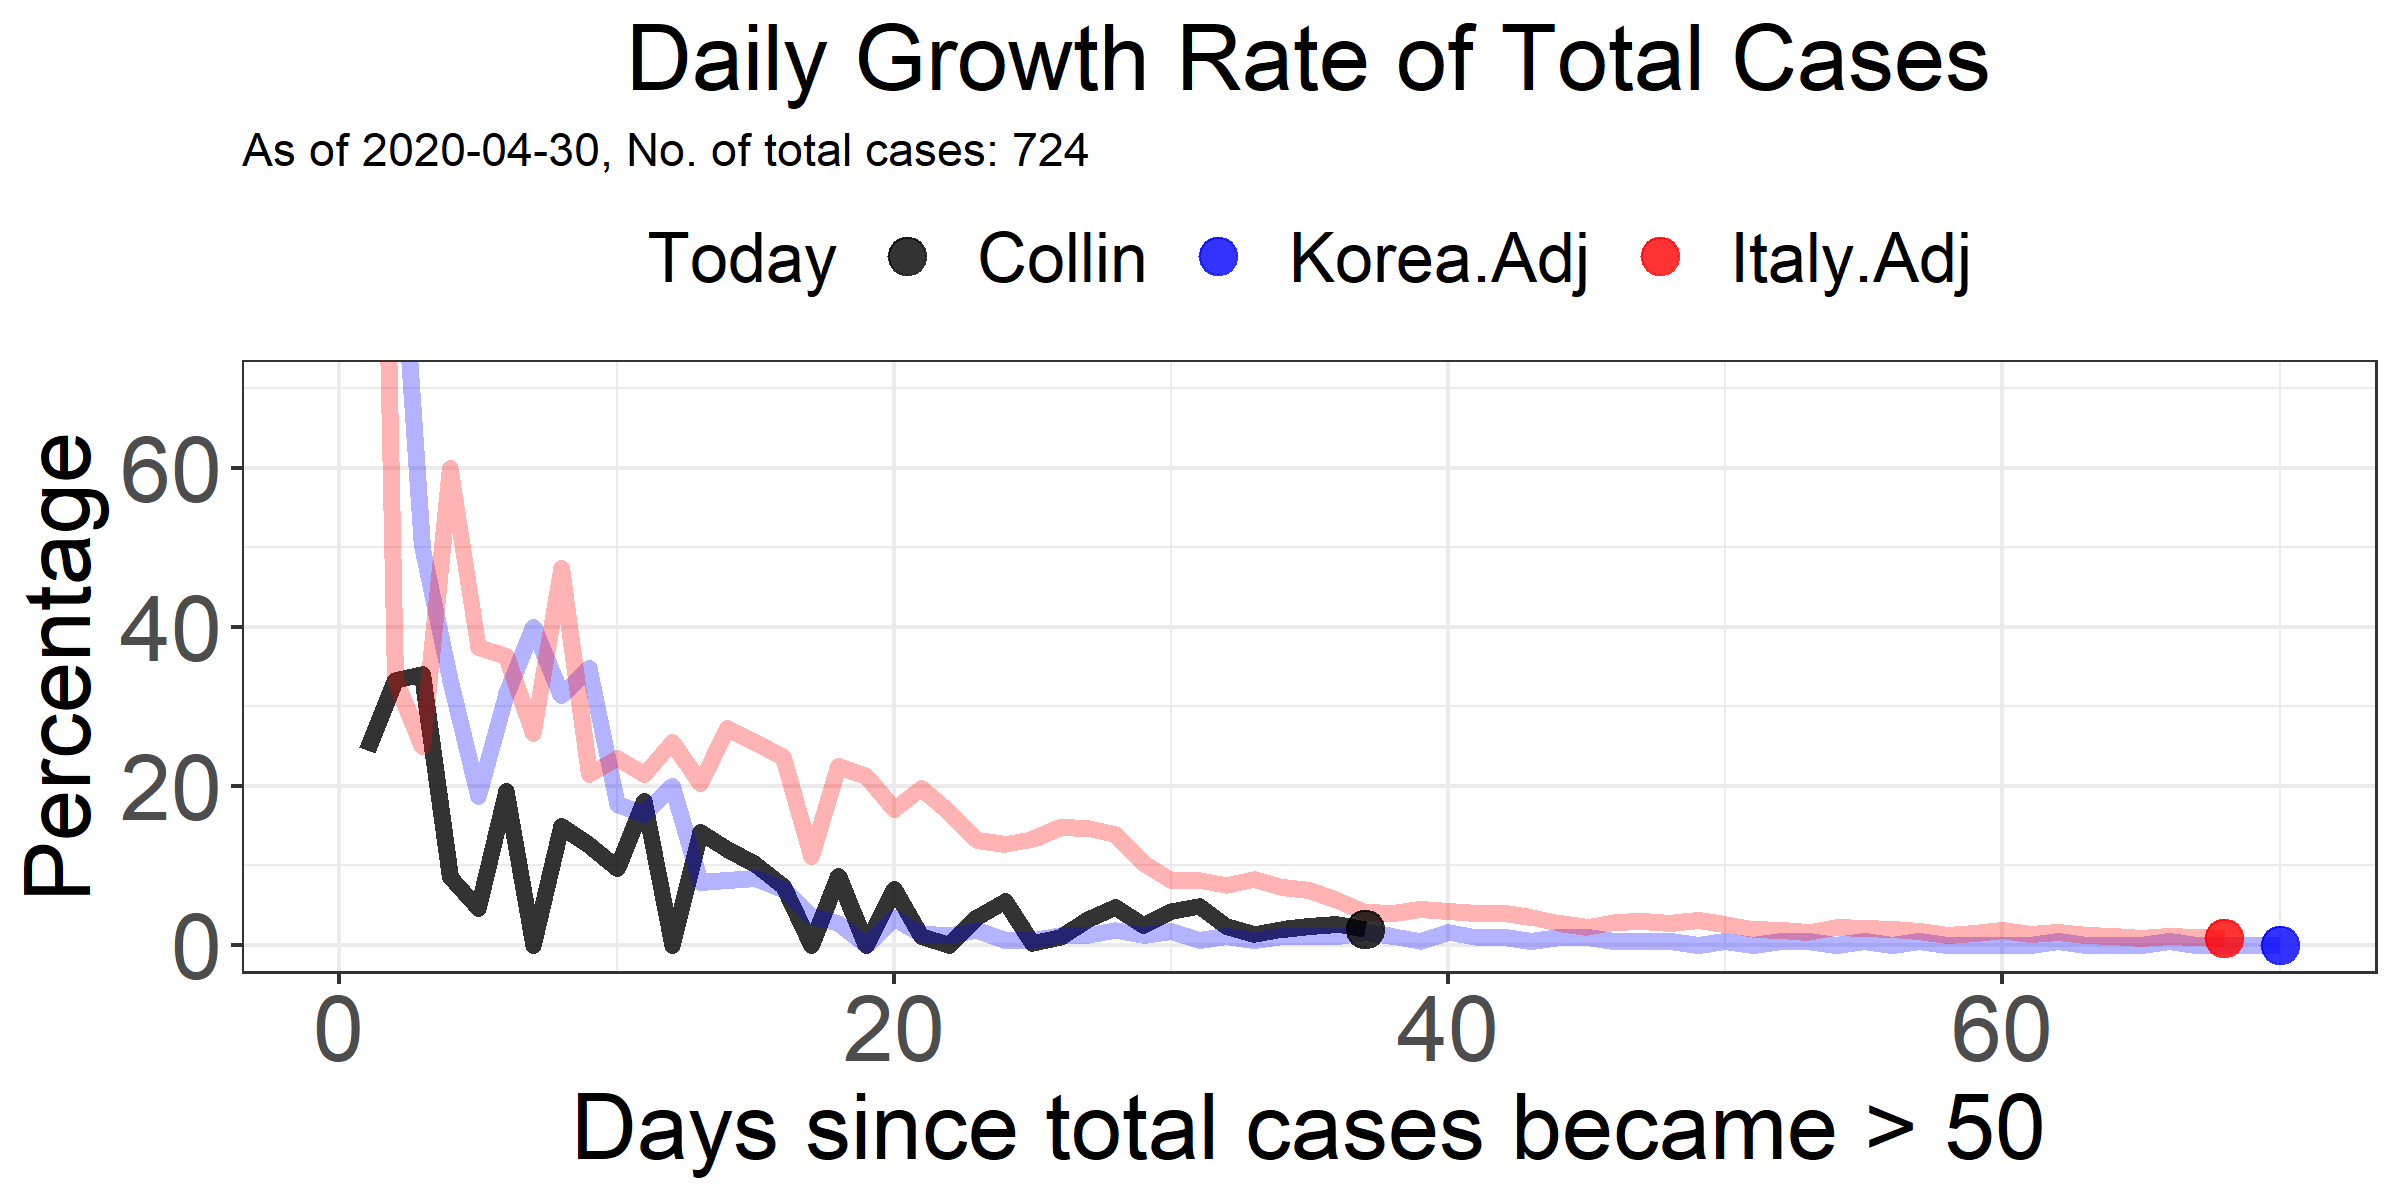 Daily Growth Rate of Total Cases
As of 2020-04-30, No. of total cases: 724
Today Collin Korea.Adj Italy.Adj
Percentage
60
40
20
0
0 20 40 60
Days since total cases became > 50